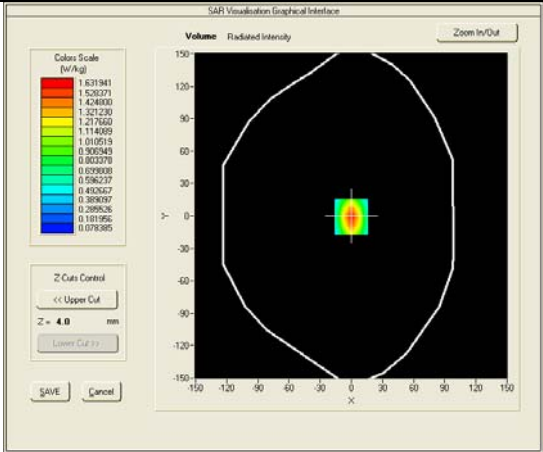 SAR Visualisation Graphical Interface
Volume Radiated Intensity
Zoom In/Out
Colors Scale
(W/kg)
1.631941
1.528371
1.424800
1.321230
1.217660
1.114089
1.010519
0.906949
0.803378
0.699808
0.596237
0.492667
0.389097
0.285526
0.181956
0.078385
Z-Cuts Control
<< Upper Cut
Z = 4.0 mm
Lower Cut >>
SAVE Cancel
150
120
90
60
30
0
-30
-60
-90
-120
-150
Y
-150 -120 -90 -60 -30 0 30 60 90 120 150
X